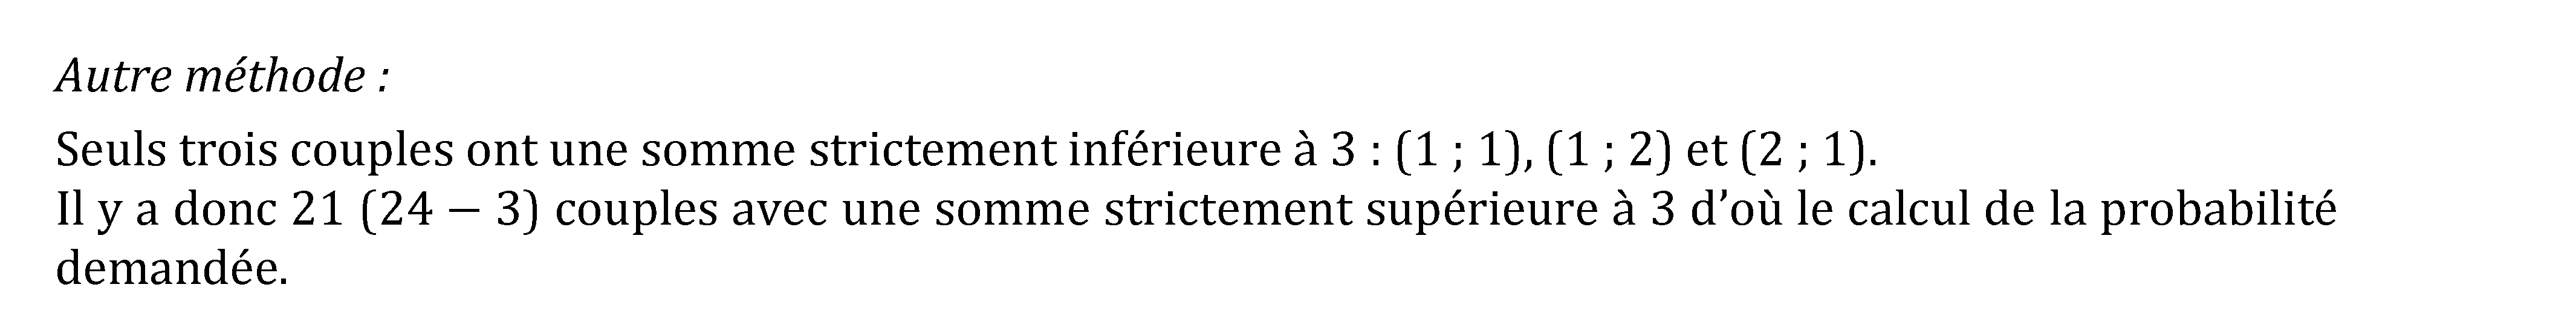 Autre méthode :
Seuls trois couples ont une somme strictement inférieure à 3 : (1 ; 1), (1 ; 2) et (2 ; 1).
Il y a donc 21 (24 − 3) couples avec une somme strictement supérieure à 3 d’où le calcul de la probabilité
demandée.